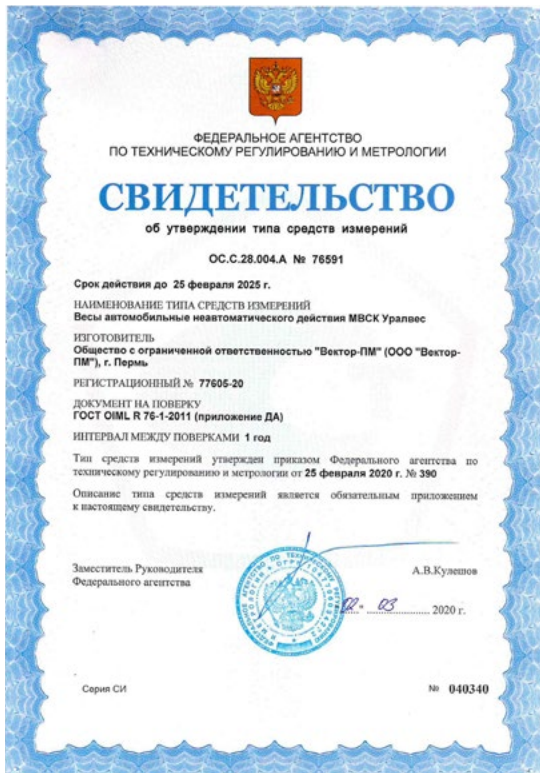 ФЕДЕРАЛЬНОЕ АГЕНТСТВО
ПО ТЕХНИЧЕСКОМУ РЕГУЛИРОВАНИЮ И МЕТРОЛОГИИ
СВИДЕТЕЛЬСТВО
об утверждении типа средств измерений
ОС.C.28.004.A № 76591
Срок действия до 25 февраля 2025 г.
НАИМЕНОВАНИЕ ТИПА СРЕДСТВ ИЗМЕРЕНИЙ
Весы автомобильные неавтоматического действия МВСК Уралвес
ИЗГОТОВИТЕЛЬ
Общество с ограниченной ответственностью "Вектор-ПМ" (ООО "Вектор-
ПМ"), г. Пермь
РЕГИСТРАЦИОННЫЙ № 77605-20
ДОКУМЕНТ НА ПОВЕРКУ
ГОСТ OIML R 76-1-2011 (приложение ДА)
ИНТЕРВАЛ МЕЖДУ ПОВЕРКАМИ 1 год
Тип средств измерений утвержден приказом Федерального агентства по
техническому регулированию и метрологии от 25 февраля 2020 г. № 390
Описание типа средств измерений является обязательным приложением
к настоящему свидетельству.
Заместитель Руководителя
Федерального агентства
А.В.Кулешов
02 03 2020 г.
Серия СИ
№ 040340